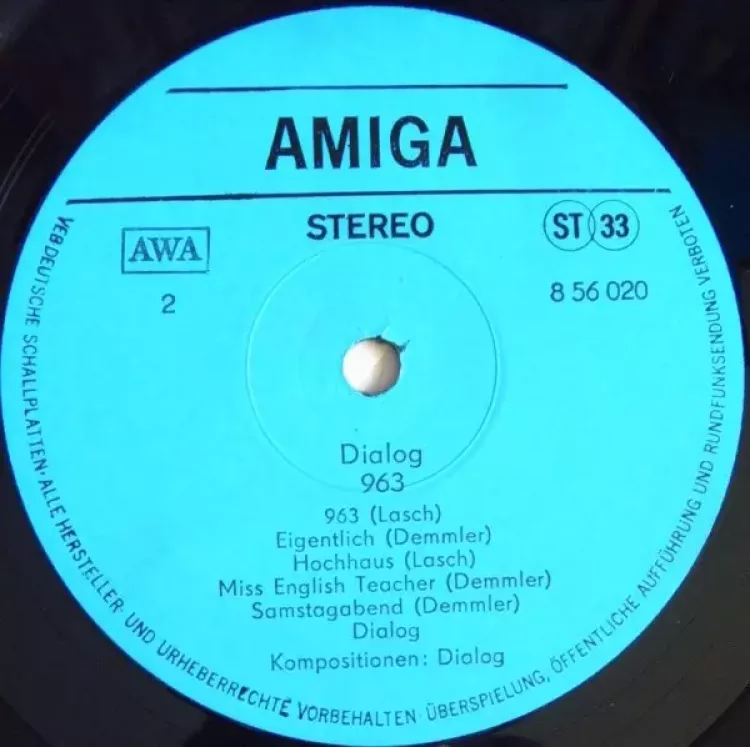 AMIGA
STEREO
AWA
ST 33
2
8 56 020
Dialog
963
963 (Lasch)
Eigentlich (Demmler)
Hochhaus (Lasch)
Miss English Teacher (Demmler)
Samstagabend (Demmler)
Dialog
Kompositionen: Dialog
VEB DEUTSCHE SCHALLPLATTEN · ALLE HERSTELLER- UND URHEBERRECHTE VORBEHALTEN · ÜBERSPIELUNG, ÖFFENTLICHE AUFFÜHRUNG UND RUNDFUNKSENDUNG VERBOTEN